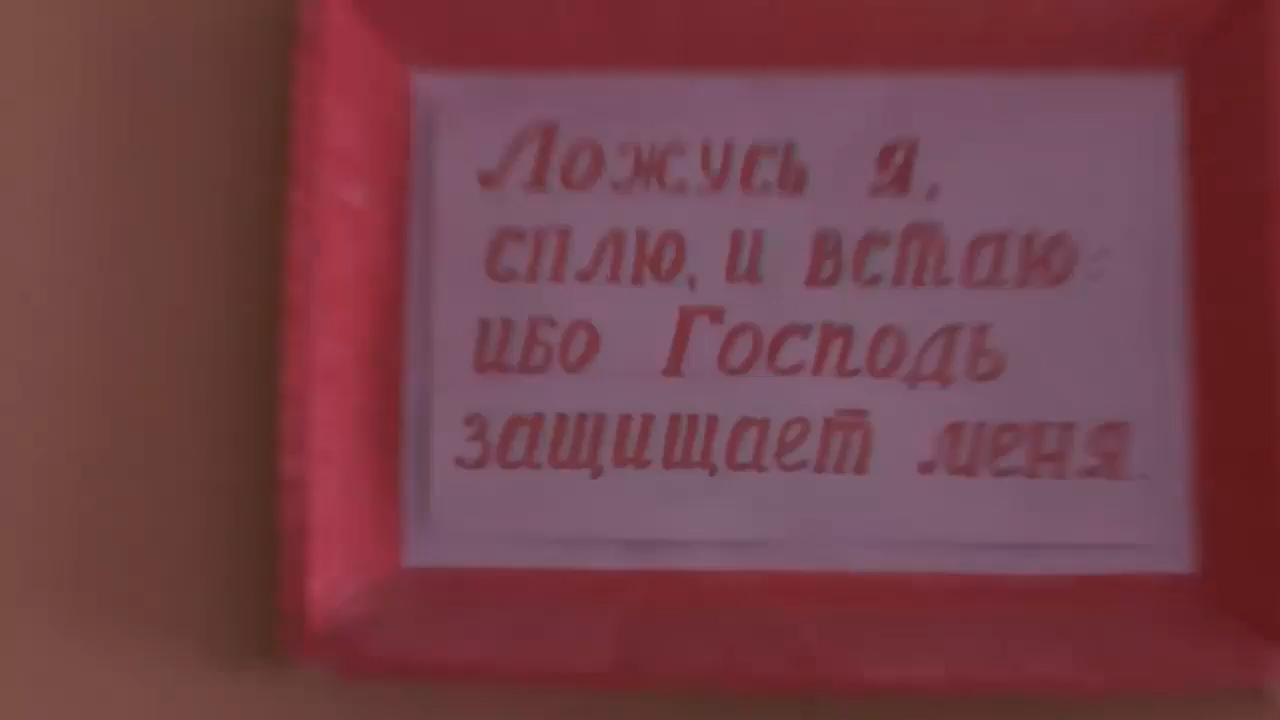 Ложусь я,
сплю, и встаю:
ибо Господь
защищает меня.